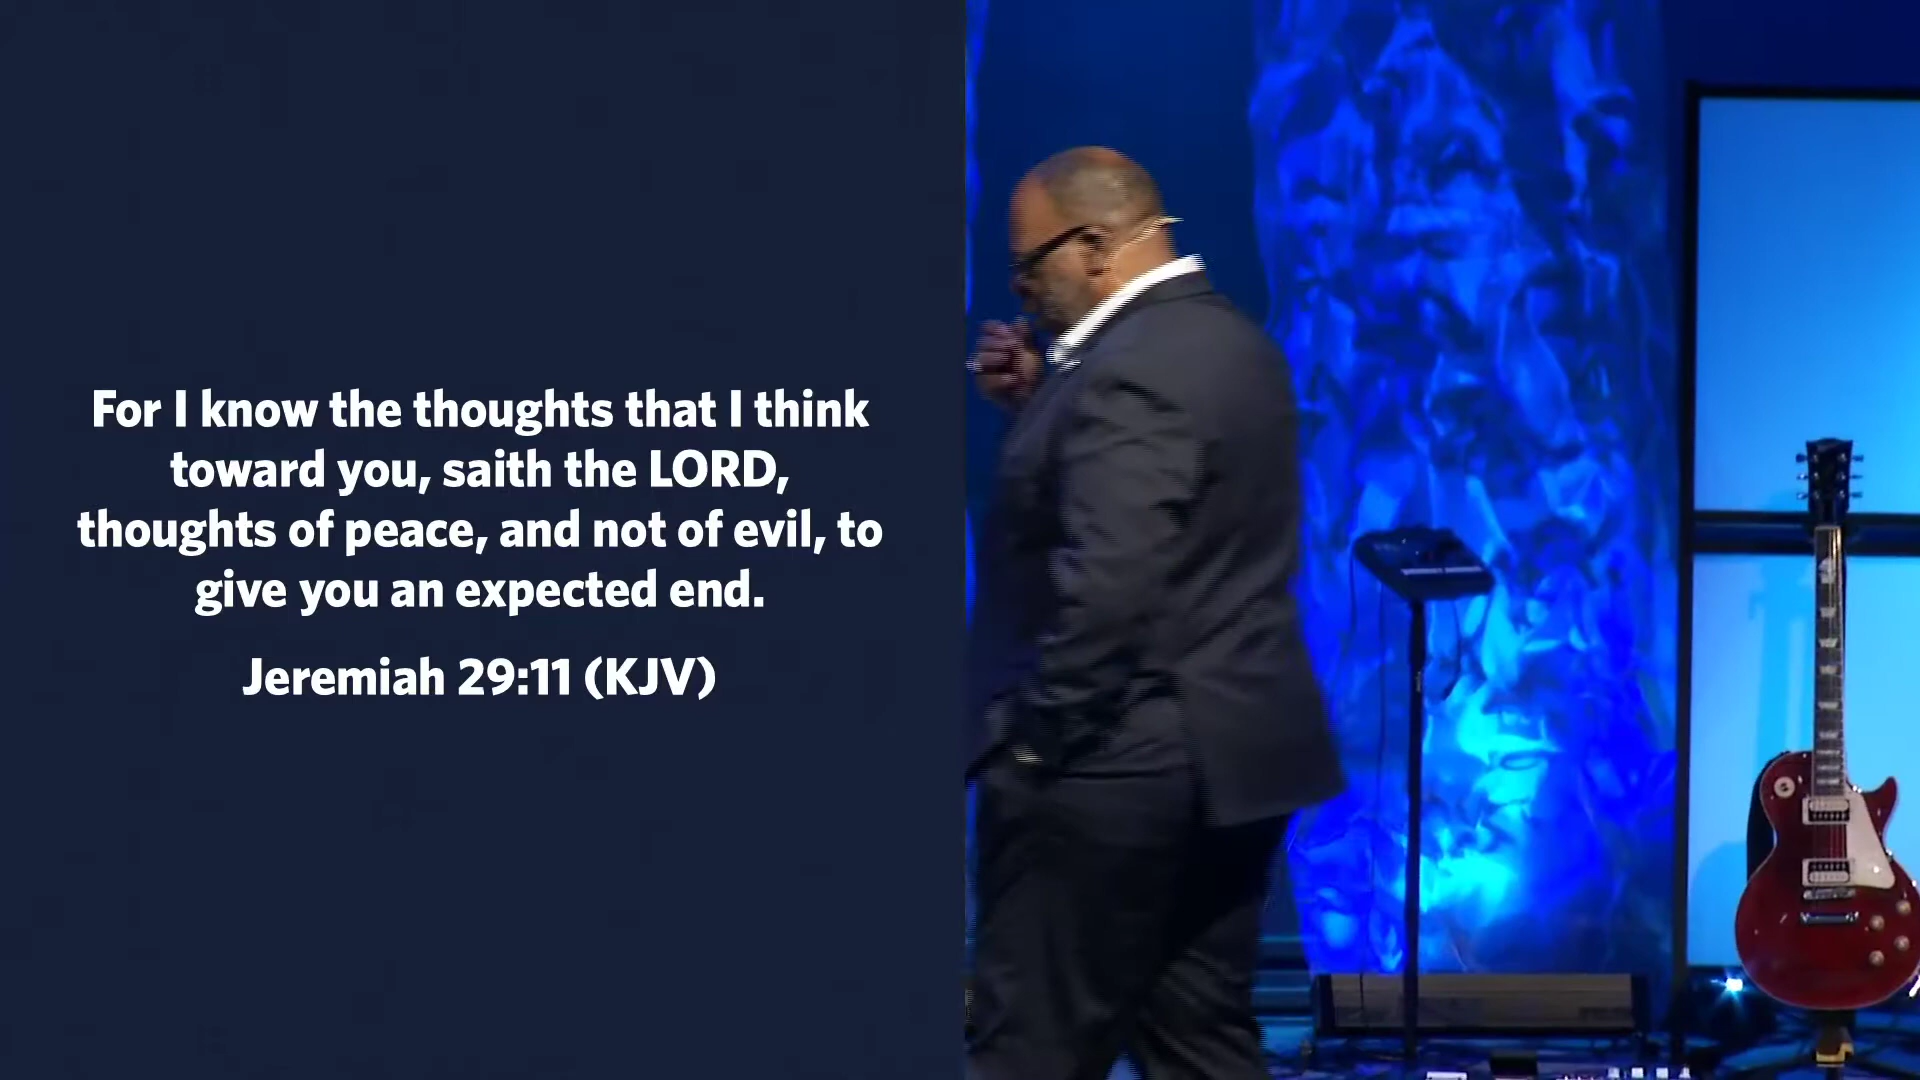 For I know the thoughts that I think
toward you, saith the LORD,
thoughts of peace, and not of evil, to
give you an expected end.
Jeremiah 29:11 (KJV)